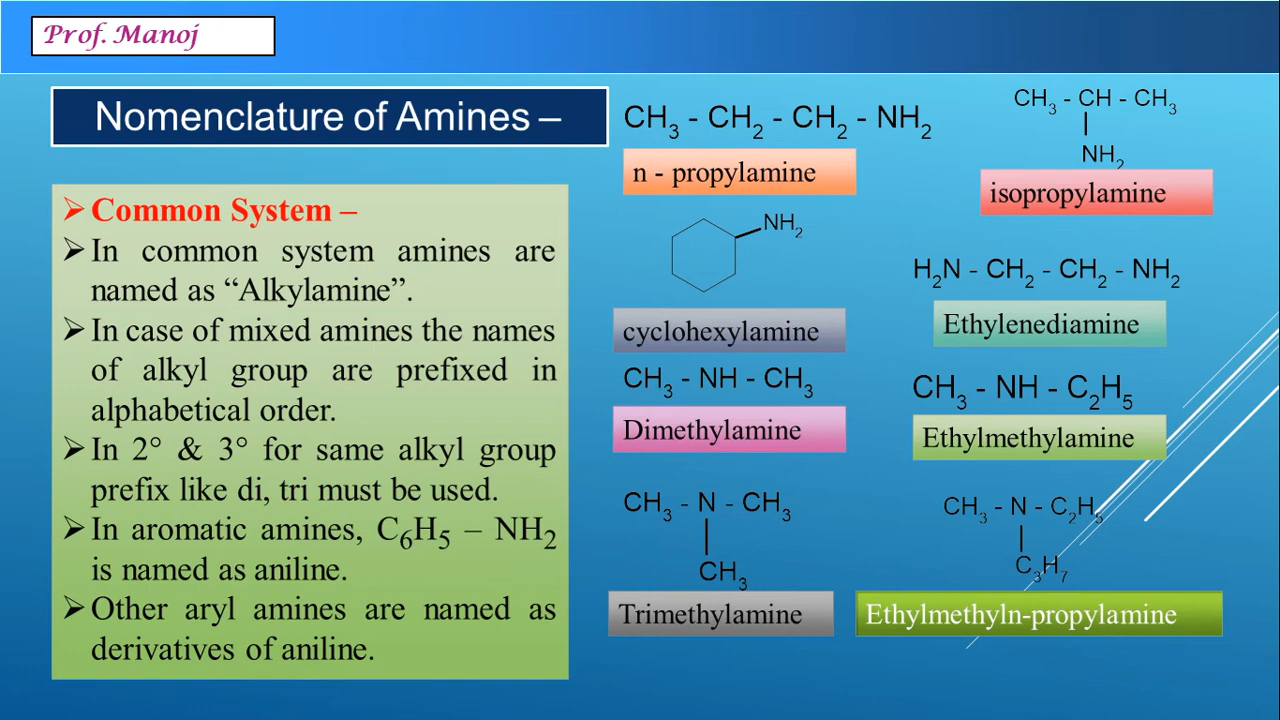 Prof. Manoj
Nomenclature of Amines –
➢ Common System –
➢ In common system amines are
named as “Alkylamine”.
➢ In case of mixed amines the names
of alkyl group are prefixed in
alphabetical order.
➢ In 2° & 3° for same alkyl group
prefix like di, tri must be used.
➢ In aromatic amines, C₆H₅ – NH₂
is named as aniline.
➢ Other aryl amines are named as
derivatives of aniline.
CH₃ - CH₂ - CH₂ - NH₂
n - propylamine
CH₃ - CH - CH₃
NH₂
isopropylamine
NH₂
cyclohexylamine
H₂N - CH₂ - CH₂ - NH₂
Ethylenediamine
CH₃ - NH - CH₃
Dimethylamine
CH₃ - NH - C₂H₅
Ethylmethylamine
CH₃ - N - CH₃
CH₃
Trimethylamine
CH₃ - N - C₂H₅
C₃H₇
Ethylmethyln-propylamine